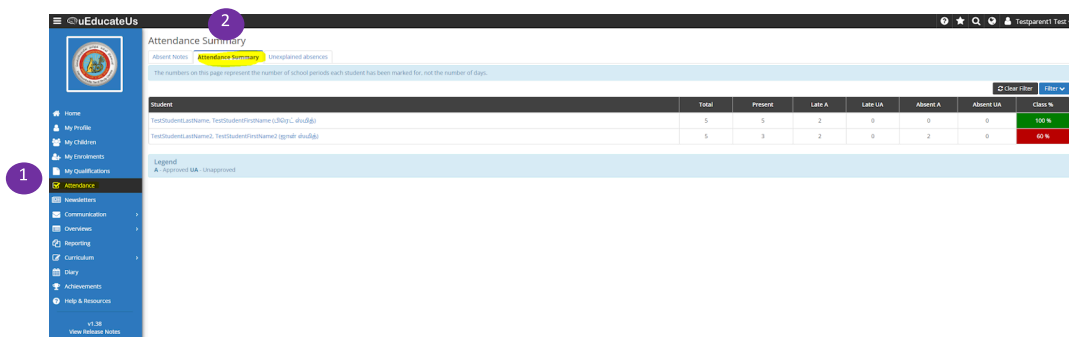 uEducateUs
Testparent1 Test
2
Attendance Summary
Absent Notes Attendance Summary Unexplained absences
The numbers on this page represent the number of school periods each student has been marked for, not the number of days.
Clear Filter Filter
Student Total Present Late A Late UA Absent A Absent UA Class %
TestStudentLastName, TestStudentFirstName 5 5 2 0 0 0 100 %
TestStudentLastName2, TestStudentFirstName2 5 3 2 0 2 0 60 %
Legend
A - Approved UA - Unapproved
Home
My Profile
My Children
My Enrolments
My Qualifications
1
Attendance
Newsletters
Communication
Overviews
Reporting
Curriculum
Diary
Achievements
Help & Resources
v1.38
View Release Notes